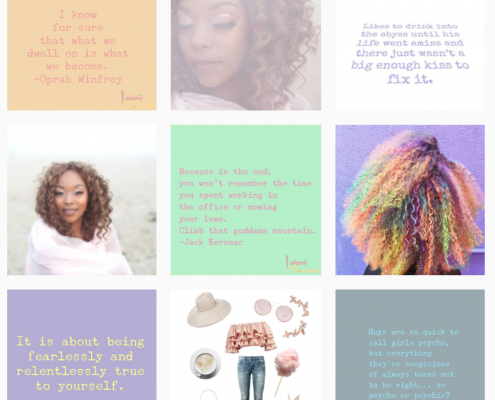 I know
for sure
that what we
dwell on is what
we become.
-Oprah Winfrey
Likes to drink into
the abyss until his
life went amiss and
there just wasn't a
big enough kiss to
fix it.
Because in the end,
you won't remember the time
you spent working in
the office or mowing
your lawn.
Climb that goddamn mountain.
-Jack Kerouac
It is about being
fearlessly and
relentlessly true
to yourself.
Guys are so quick to
call girls psycho,
but everything
they're suspicious
of always turns out
to be right... so
psycho or psychic?